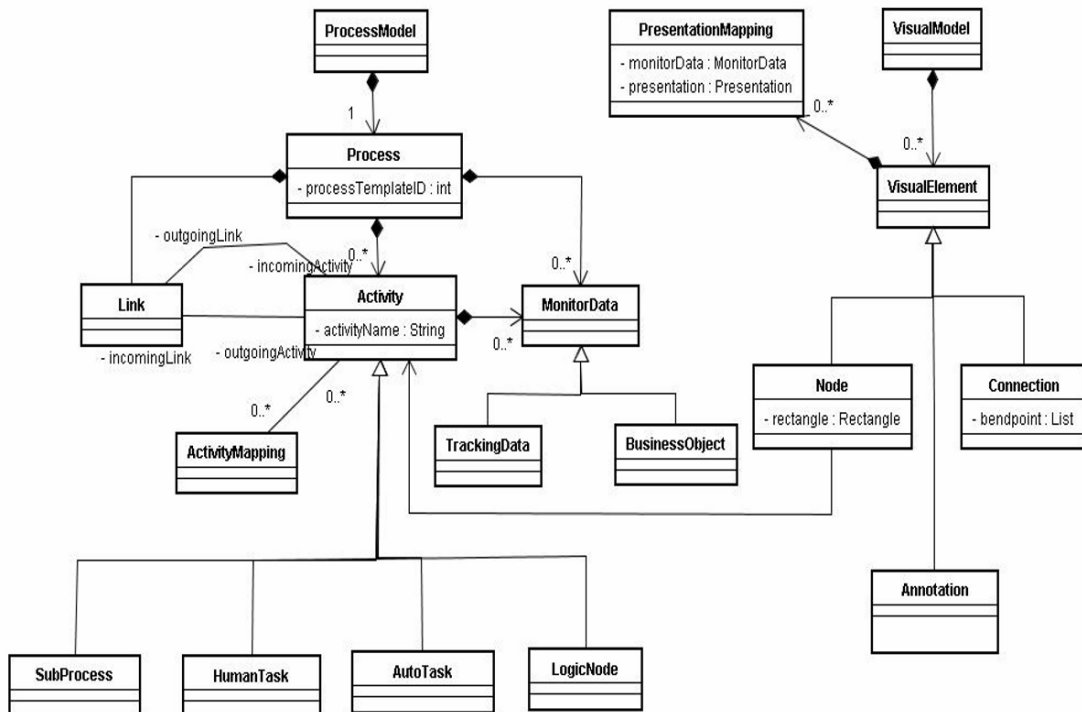 ProcessModel
PresentationMapping
- monitorData : MonitorData
- presentation : Presentation
VisualModel
1
0..*
0..*
Process
- processTemplateID : int
VisualElement
- outgoingLink
0..*
- incomingActivity
0..*
Link
Activity
- activityName : String
MonitorData
0..*
- incomingLink
- outgoingActivity
0..*
0..*
ActivityMapping
TrackingData
BusinessObject
Node
- rectangle : Rectangle
Connection
- bendpoint : List
Annotation
SubProcess
HumanTask
AutoTask
LogicNode